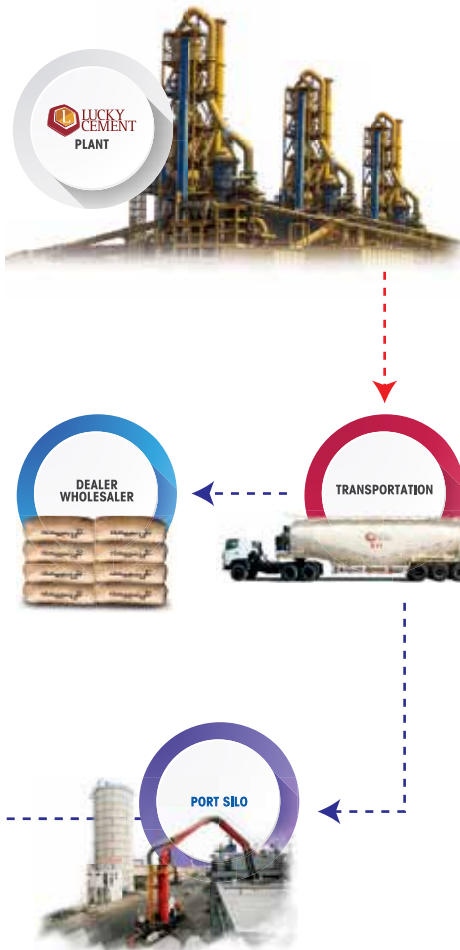 LUCKY
CEMENT
PLANT
DEALER
WHOLESALER
TRANSPORTATION
PORT SILO